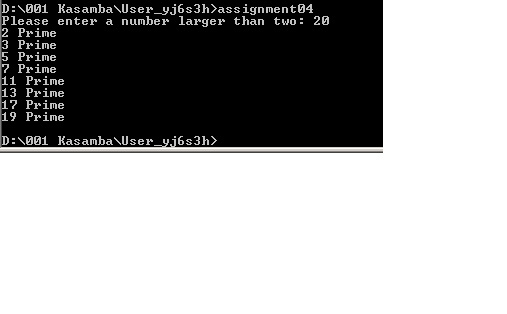 D:\001 Kasamba\User_yj6s3h>assignment04
Please enter a number larger than two: 20
2 Prime
3 Prime
5 Prime
7 Prime
11 Prime
13 Prime
17 Prime
19 Prime
D:\001 Kasamba\User_yj6s3h>